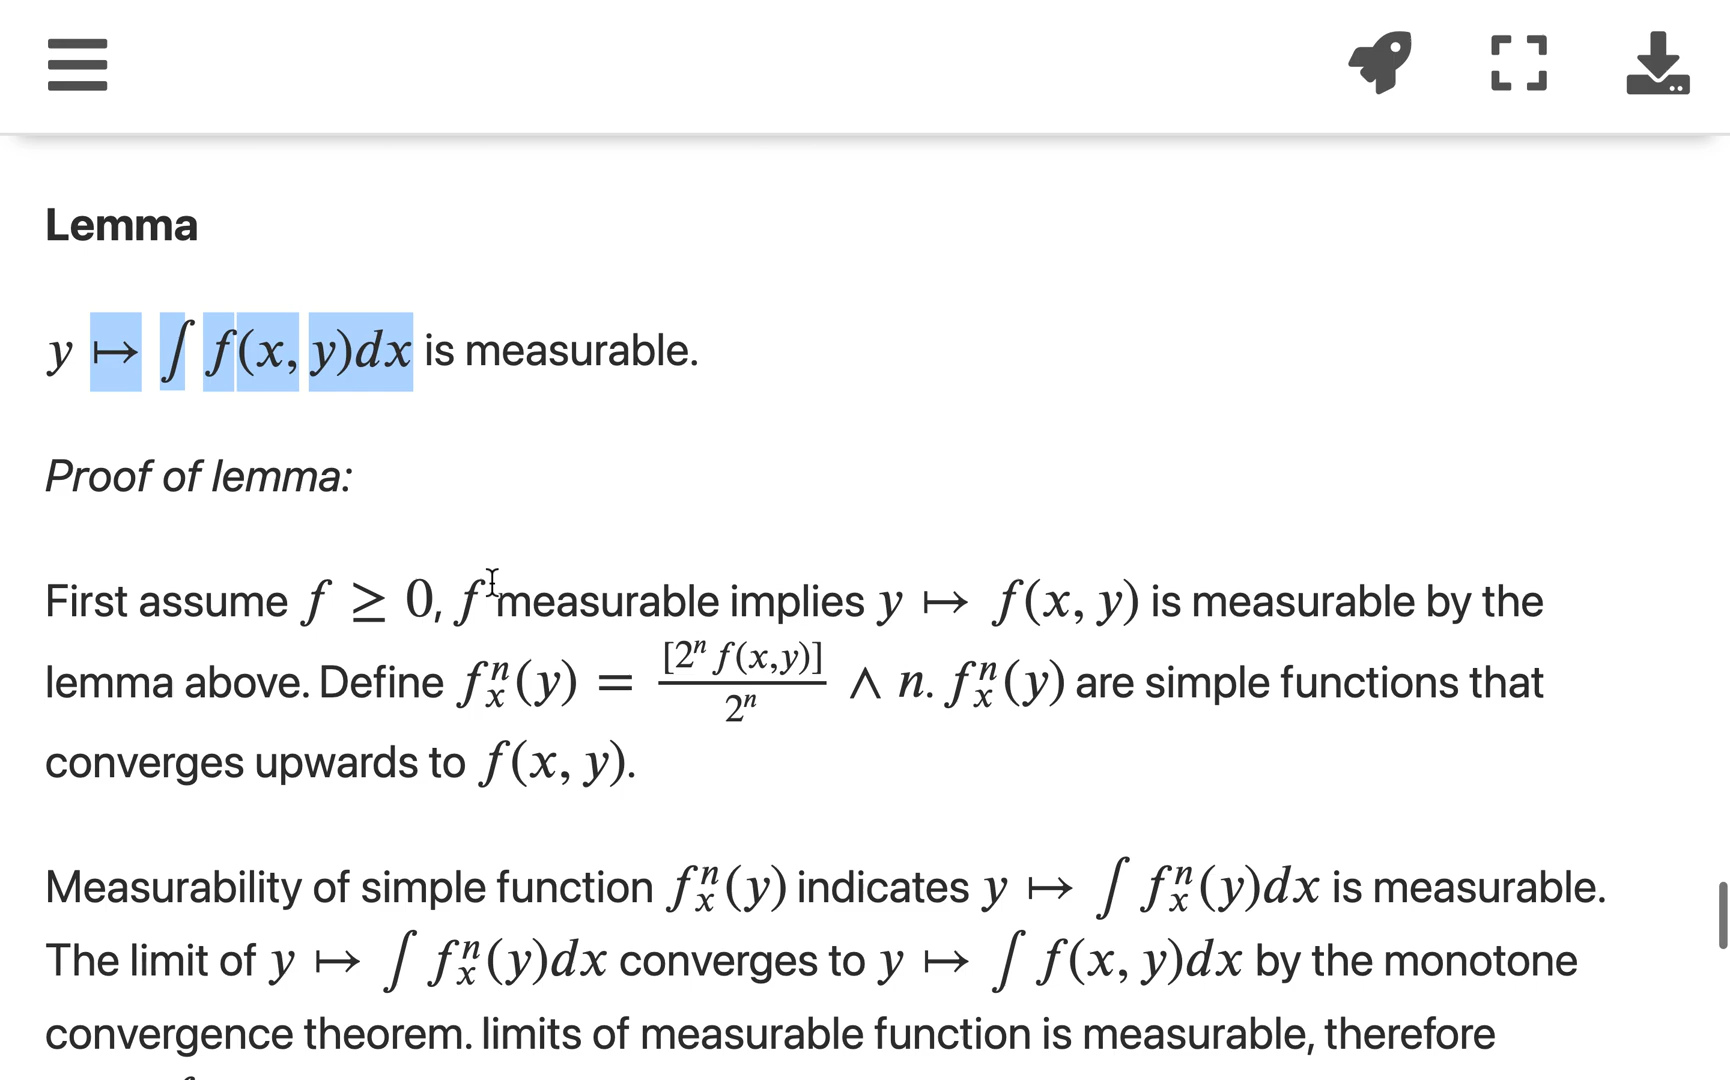 Lemma
y ↦ ∫ f(x, y)dx is measurable.
Proof of lemma:
First assume f ≥ 0, f measurable implies y ↦ f(x, y) is measurable by the
lemma above. Define f_x^n(y) = [2^n f(x,y)]/2^n ∧ n. f_x^n(y) are simple functions that
converges upwards to f(x, y).
Measurability of simple function f_x^n(y) indicates y ↦ ∫ f_x^n(y)dx is measurable.
The limit of y ↦ ∫ f_x^n(y)dx converges to y ↦ ∫ f(x, y)dx by the monotone
convergence theorem. limits of measurable function is measurable, therefore